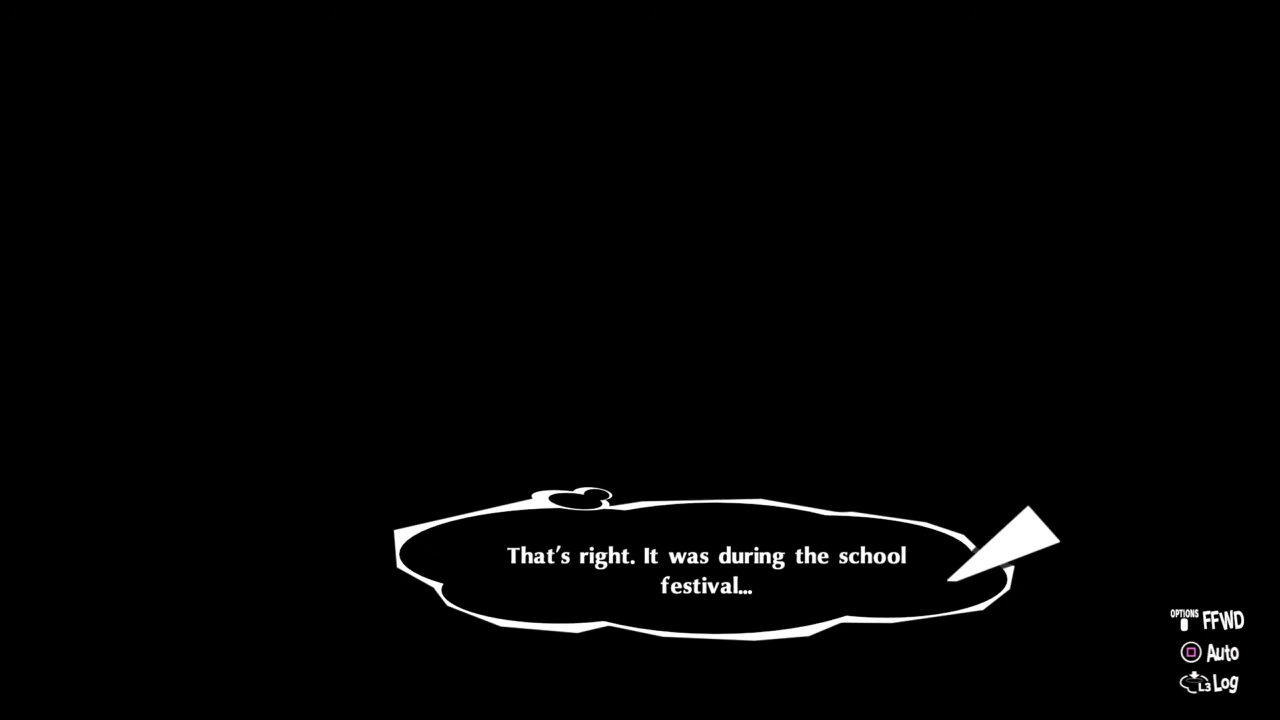 That's right. It was during the school
festival...
OPTIONS FFWD
Auto
L3 Log